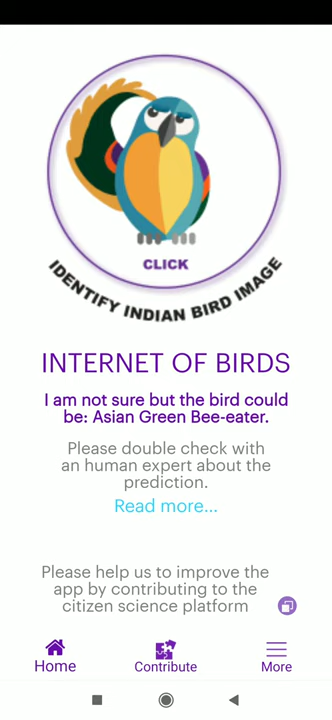 CLICK
IDENTIFY INDIAN BIRD IMAGE
INTERNET OF BIRDS
I am not sure but the bird could
be: Asian Green Bee-eater.
Please double check with
an human expert about the
prediction.
Read more...
Please help us to improve the
app by contributing to the
citizen science platform
Home
Contribute
More